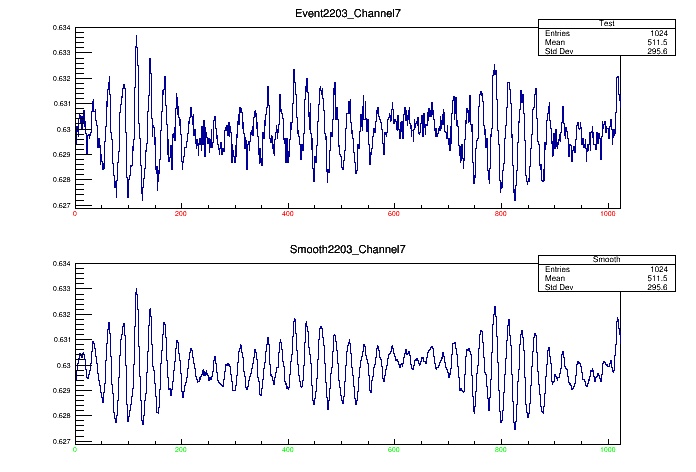 Event2203_Channel7
Test
Entries 1024
Mean 511.5
Std Dev 295.6
0.634
0.633
0.632
0.631
0.63
0.629
0.628
0.627
0 200 400 600 800 1000
Smooth2203_Channel7
Smooth
Entries 1024
Mean 511.5
Std Dev 295.6
0.634
0.633
0.632
0.631
0.63
0.629
0.628
0.627
0 200 400 600 800 1000